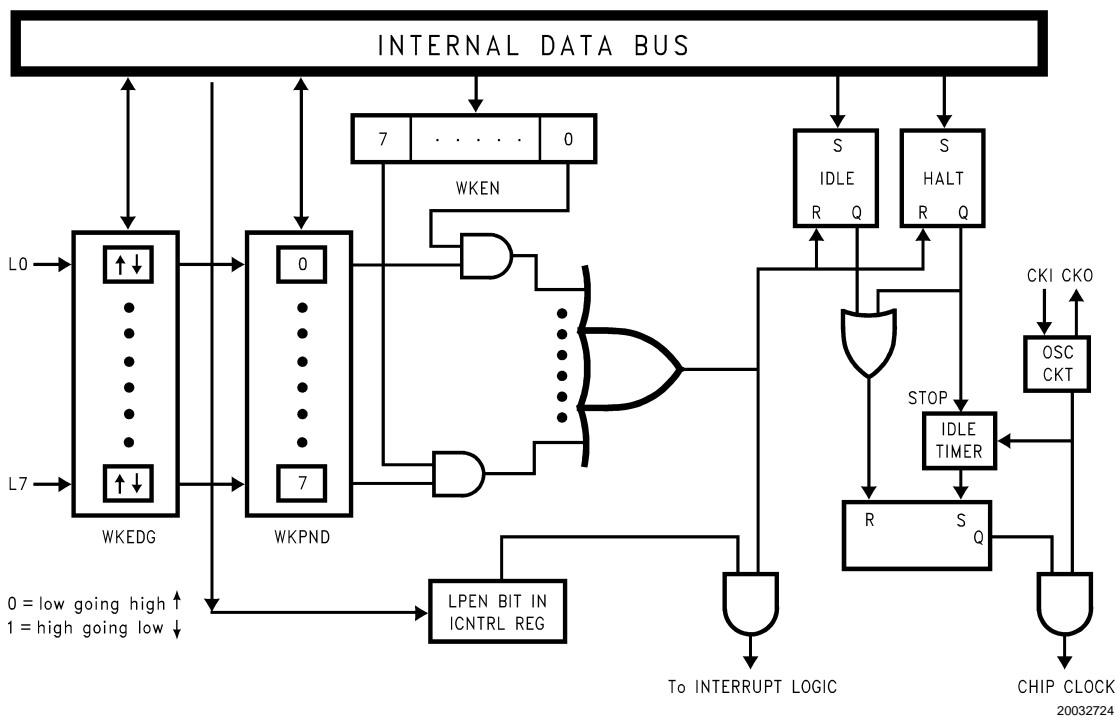 INTERNAL DATA BUS
7 . . . . . 0
WKEN
S
IDLE
R Q
S
HALT
R Q
L0
↑↓
0
CKI CKO
OSC
CKT
STOP
IDLE
TIMER
L7
↑↓
7
WKEDG
WKPND
R S
Q
0 = low going high ↑
1 = high going low ↓
LPEN BIT IN
ICNTRL REG
To INTERRUPT LOGIC
CHIP CLOCK
20032724